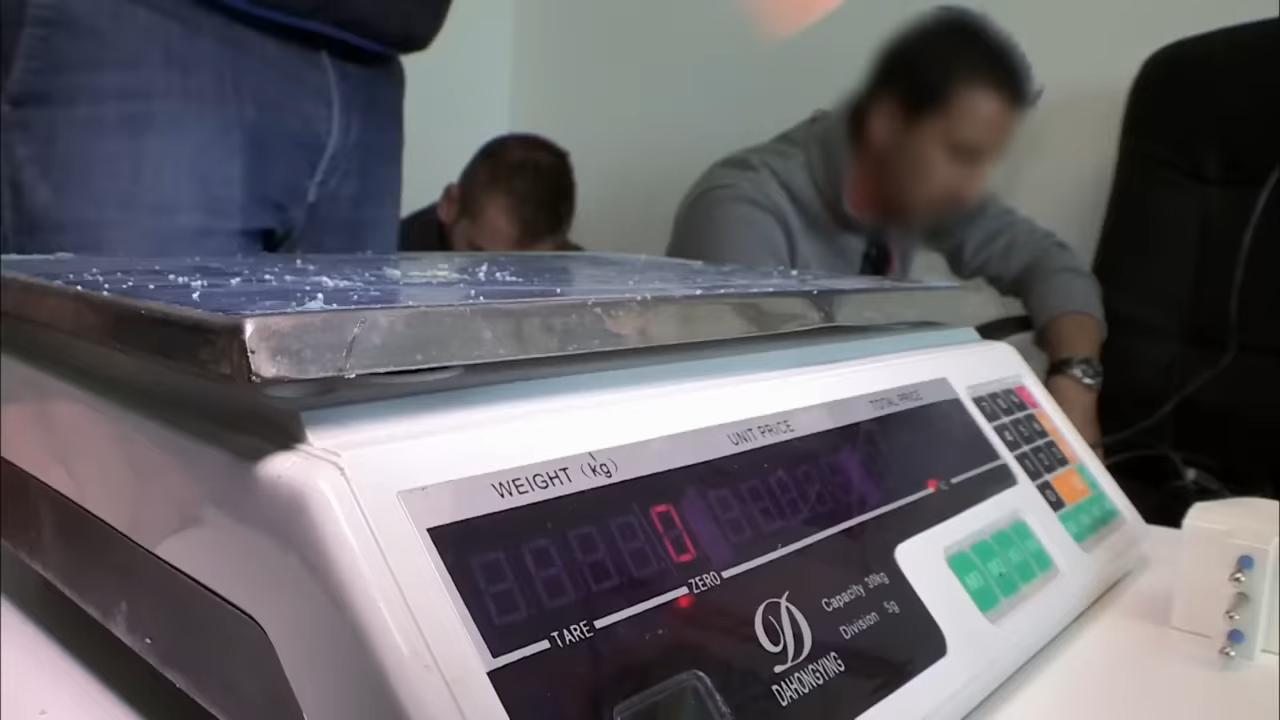 WEIGHT (kg)
UNIT PRICE
TOTAL PRICE
0
TARE
ZERO
Capacity 30kg
Division 5g
D
DAHONGYING